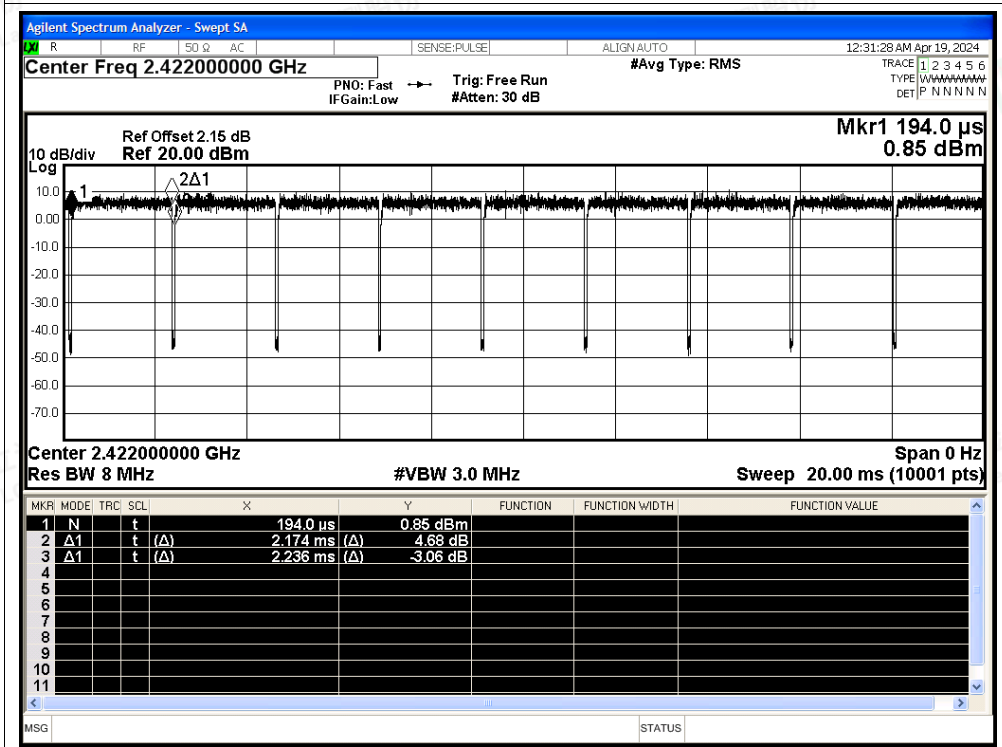 Agilent Spectrum Analyzer - Swept SA
LXI R RF 50 Ω AC SENSE:PULSE ALIGN AUTO 12:31:28 AM Apr 19, 2024
Center Freq 2.422000000 GHz #Avg Type: RMS TRACE 1 2 3 4 5 6
PNO: Fast Trig: Free Run TYPE WWWWWW
IFGain:Low #Atten: 30 dB DET P N N N N N
Mkr1 194.0 µs
0.85 dBm
Ref Offset 2.15 dB
10 dB/div Ref 20.00 dBm
Log
10.0
0.00
-10.0
-20.0
-30.0
-40.0
-50.0
-60.0
-70.0
1
2Δ1
Center 2.422000000 GHz Span 0 Hz
Res BW 8 MHz #VBW 3.0 MHz Sweep 20.00 ms (10001 pts)
MKR MODE TRC SCL X Y FUNCTION FUNCTION WIDTH FUNCTION VALUE
1 N t 194.0 µs 0.85 dBm
2 Δ1 t (Δ) 2.174 ms (Δ) 4.68 dB
3 Δ1 t (Δ) 2.236 ms (Δ) -3.06 dB
4
5
6
7
8
9
10
11
MSG STATUS